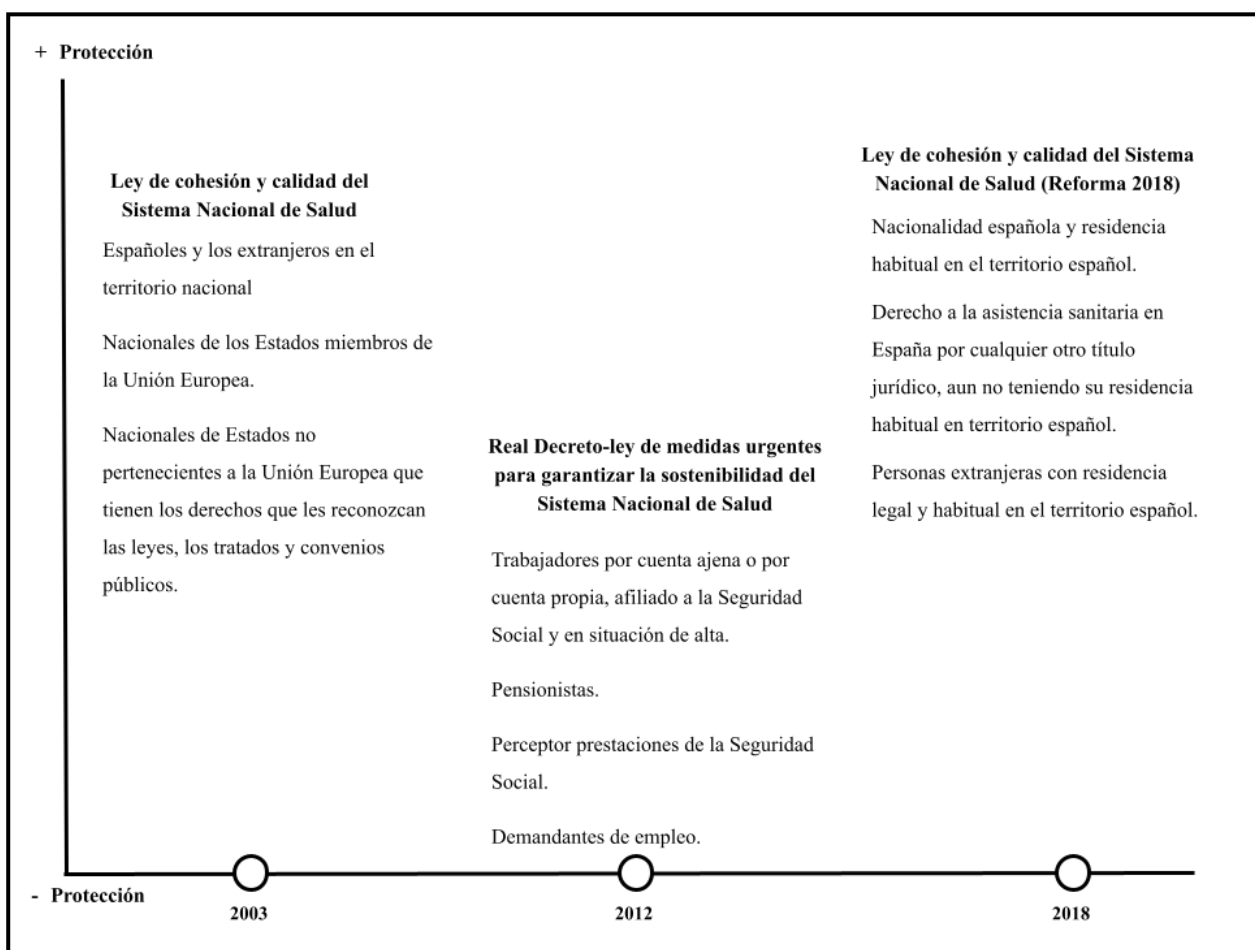 + Protección
Ley de cohesión y calidad del
Sistema Nacional de Salud
Españoles y los extranjeros en el
territorio nacional
Nacionales de los Estados miembros de
la Unión Europea.
Nacionales de Estados no
pertenecientes a la Unión Europea que
tienen los derechos que les reconozcan
las leyes, los tratados y convenios
públicos.
Real Decreto-ley de medidas urgentes
para garantizar la sostenibilidad del
Sistema Nacional de Salud
Trabajadores por cuenta ajena o por
cuenta propia, afiliado a la Seguridad
Social y en situación de alta.
Pensionistas.
Perceptor prestaciones de la Seguridad
Social.
Demandantes de empleo.
Ley de cohesión y calidad del Sistema
Nacional de Salud (Reforma 2018)
Nacionalidad española y residencia
habitual en el territorio español.
Derecho a la asistencia sanitaria en
España por cualquier otro título
jurídico, aun no teniendo su residencia
habitual en territorio español.
Personas extranjeras con residencia
legal y habitual en el territorio español.
- Protección
2003
2012
2018